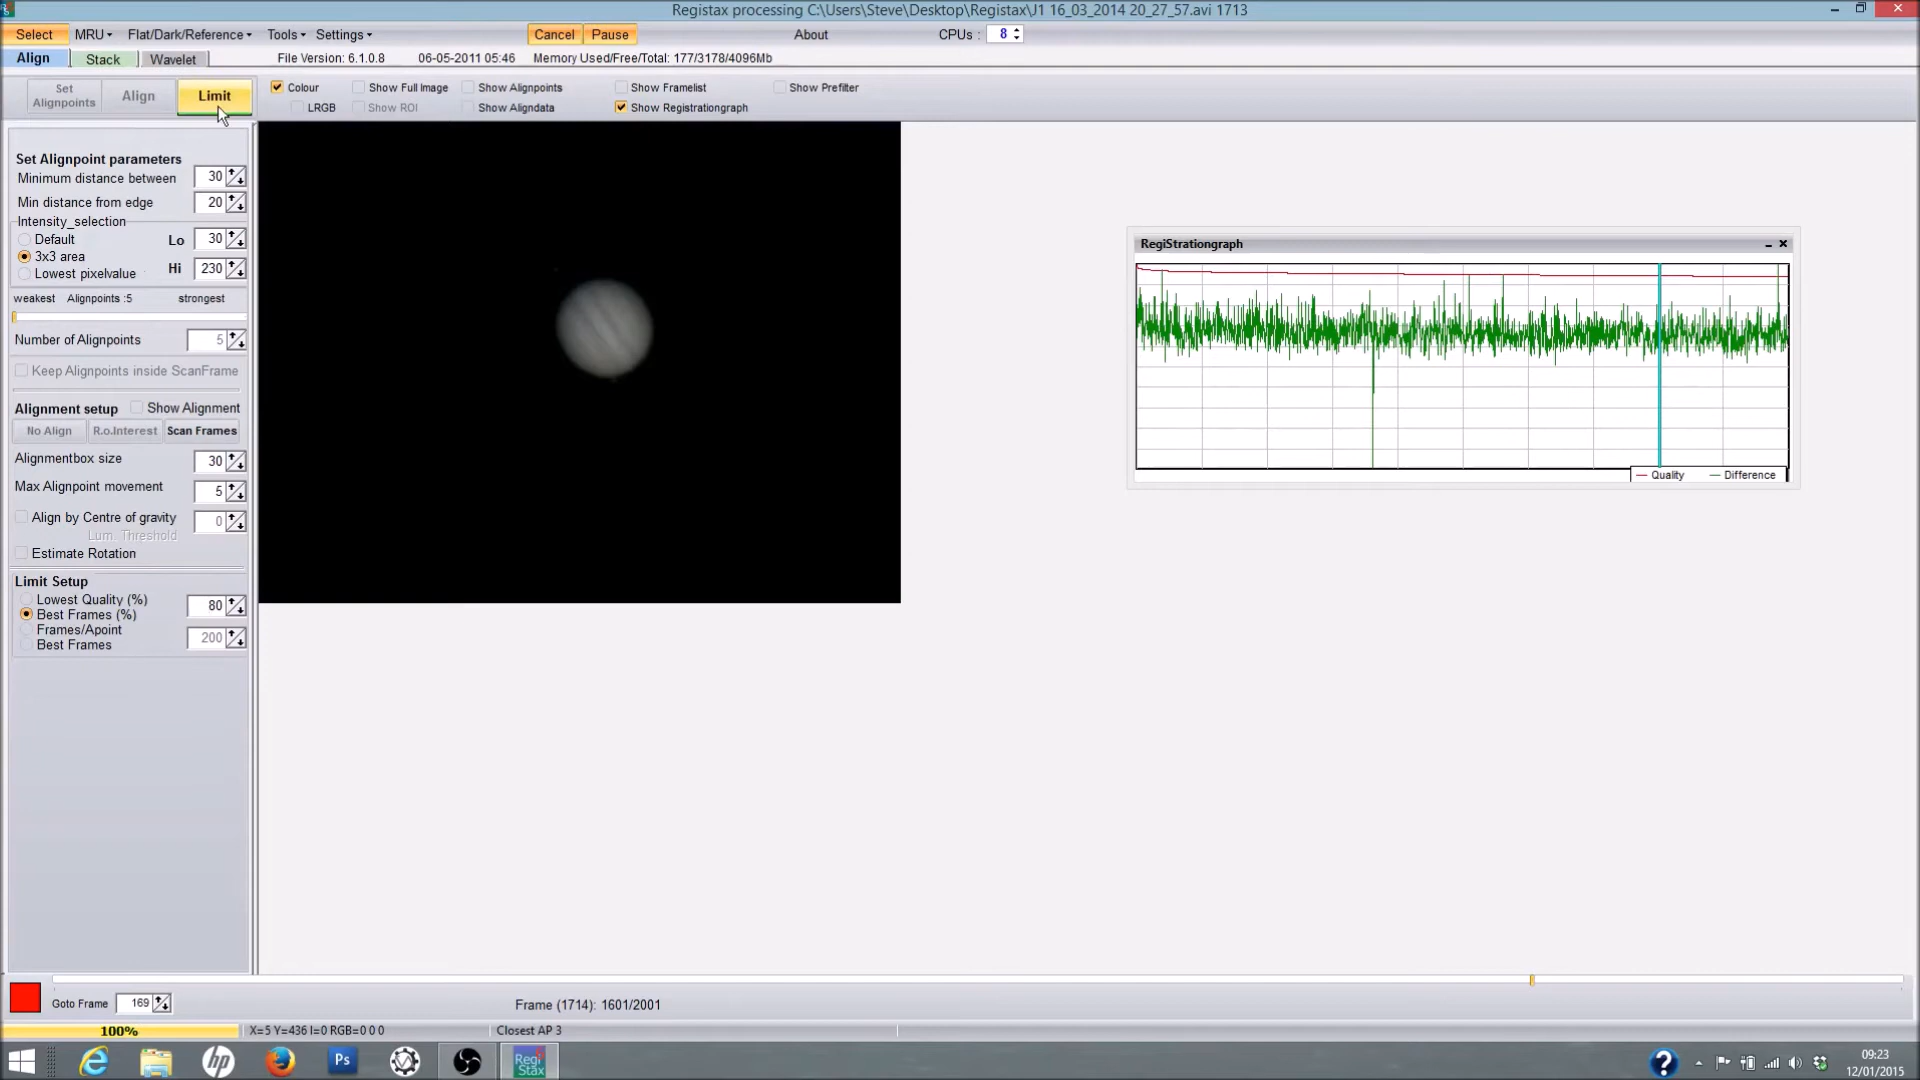 Registax processing C:\Users\Steve\Desktop\Registax\J1 16_03_2014 20_27_57.avi 1713
Select MRU Flat/Dark/Reference Tools Settings Cancel Pause About CPUs : 8
Align Stack Wavelet File Version: 6.1.0.8 06-05-2011 05:46 Memory Used/Free/Total: 177/3178/4096Mb
Set Alignpoints Align Limit
Colour Show Full Image Show Alignpoints Show Framelist Show Prefilter
LRGB Show ROI Show Aligndata Show Registrationgraph
Set Alignpoint parameters
Minimum distance between 30
Min distance from edge 20
Intensity_selection
Default Lo 30
3x3 area
Lowest pixelvalue Hi 230
weakest Alignpoints :5 strongest
Number of Alignpoints 5
Keep Alignpoints inside ScanFrame
Alignment setup Show Alignment
No Align R.o.Interest Scan Frames
Alignmentbox size 30
Max Alignpoint movement 5
Align by Centre of gravity 0
Lum. Threshold
Estimate Rotation
Limit Setup
Lowest Quality (%)
Best Frames (%) 80
Frames/Apoint
Best Frames 200
RegiStrationgraph
Quality Difference
Goto Frame 169 Frame (1714): 1601/2001
100% X=5 Y=436 I=0 RGB=0 0 0 Closest AP 3
hp Ps Regi Stax
09:23
12/01/2015